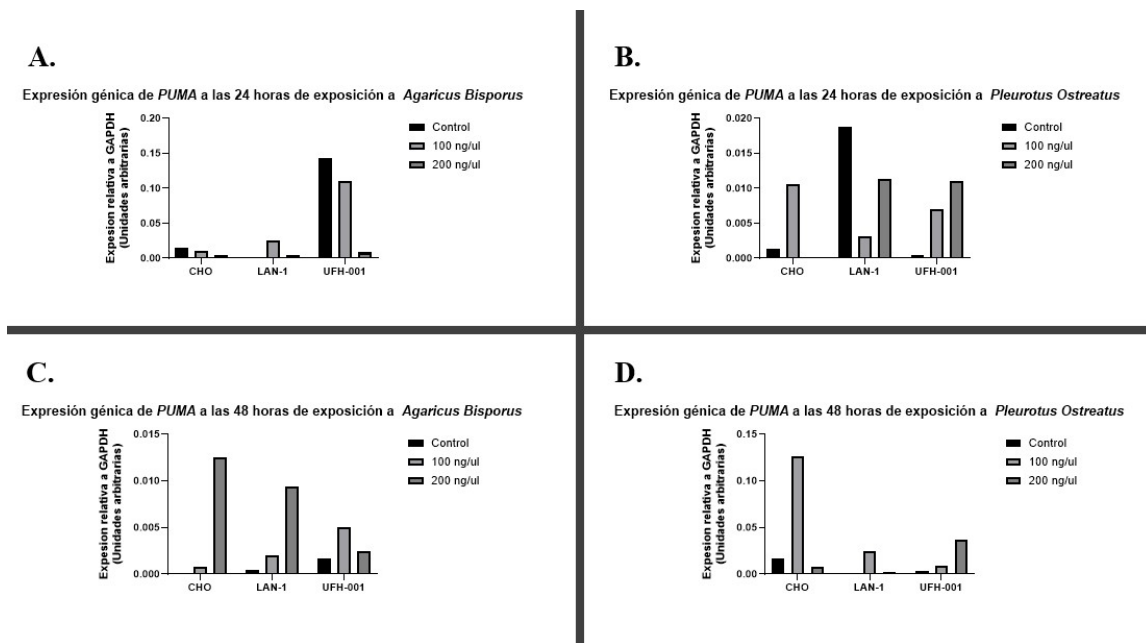 A.
Expresión génica de PUMA a las 24 horas de exposición a Agaricus Bisporus
Expesion relativa a GAPDH
(Unidades arbitrarias)
0.20
0.15
0.10
0.05
0.00
CHO
LAN-1
UFH-001
Control
100 ng/ul
200 ng/ul
B.
Expresión génica de PUMA a las 24 horas de exposición a Pleurotus Ostreatus
Expesion relativa a GAPDH
(Unidades arbitrarias)
0.020
0.015
0.010
0.005
0.000
CHO
LAN-1
UFH-001
Control
100 ng/ul
200 ng/ul
C.
Expresión génica de PUMA a las 48 horas de exposición a Agaricus Bisporus
Expesion relativa a GAPDH
(Unidades arbitrarias)
0.015
0.010
0.005
0.000
CHO
LAN-1
UFH-001
Control
100 ng/ul
200 ng/ul
D.
Expresión génica de PUMA a las 48 horas de exposición a Pleurotus Ostreatus
Expesion relativa a GAPDH
(Unidades arbitrarias)
0.15
0.10
0.05
0.00
CHO
LAN-1
UFH-001
Control
100 ng/ul
200 ng/ul